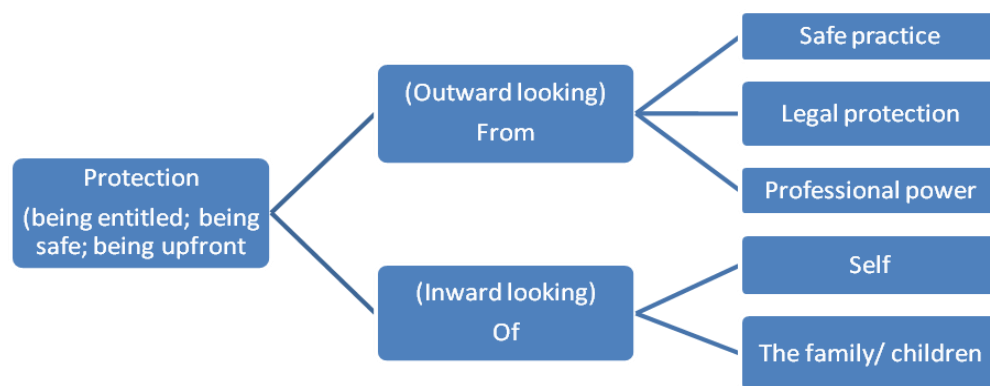 Protection
(being entitled; being
safe; being upfront
(Outward looking)
From
(Inward looking)
Of
Safe practice
Legal protection
Professional power
Self
The family/ children